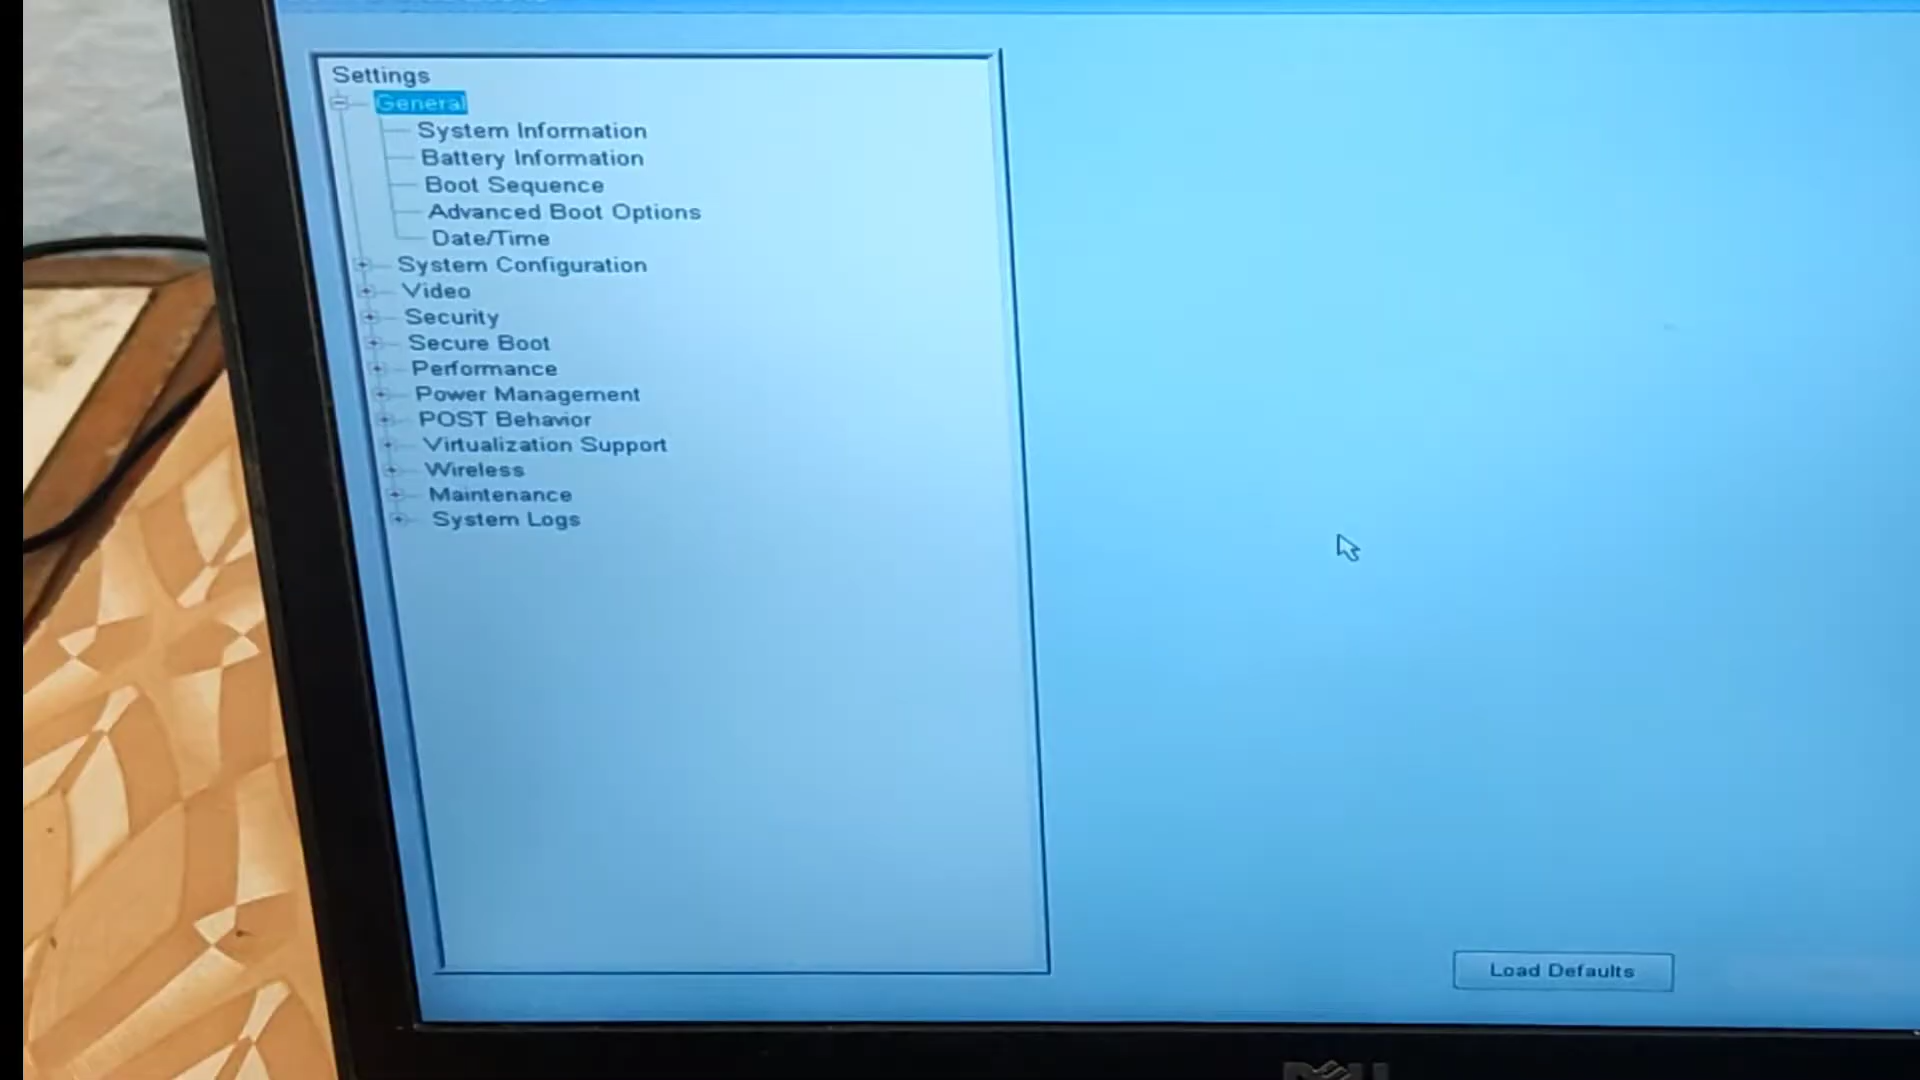 Settings
General
System Information
Battery Information
Boot Sequence
Advanced Boot Options
Date/Time
System Configuration
Video
Security
Secure Boot
Performance
Power Management
POST Behavior
Virtualization Support
Wireless
Maintenance
System Logs
Load Defaults
DELL